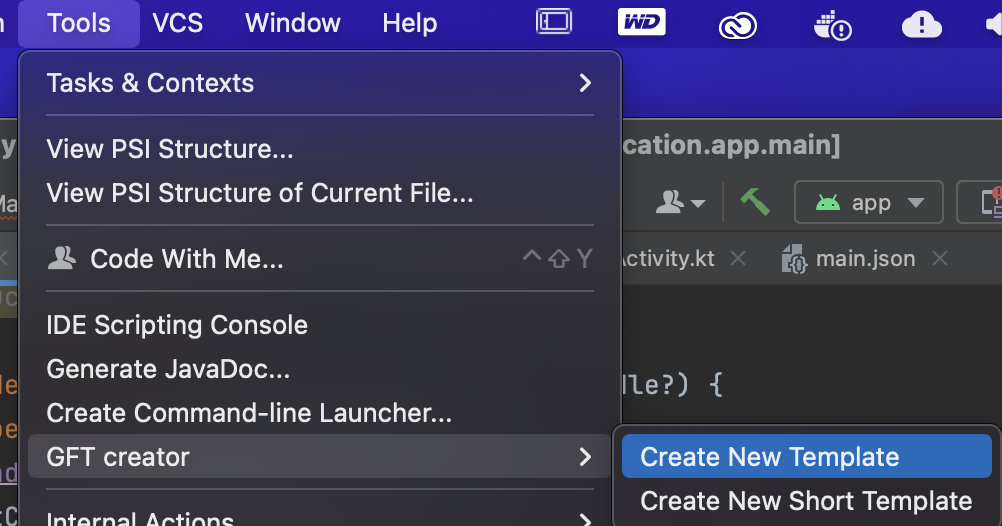 Tools VCS Window Help WD
Tasks & Contexts
cation.app.main]
View PSI Structure...
View PSI Structure of Current File...
app
Code With Me... ^⇧Y
ctivity.kt main.json
IDE Scripting Console
Generate JavaDoc...
dle?) {
Create Command-line Launcher...
GFT creator
Create New Template
Create New Short Template
Internal Actions